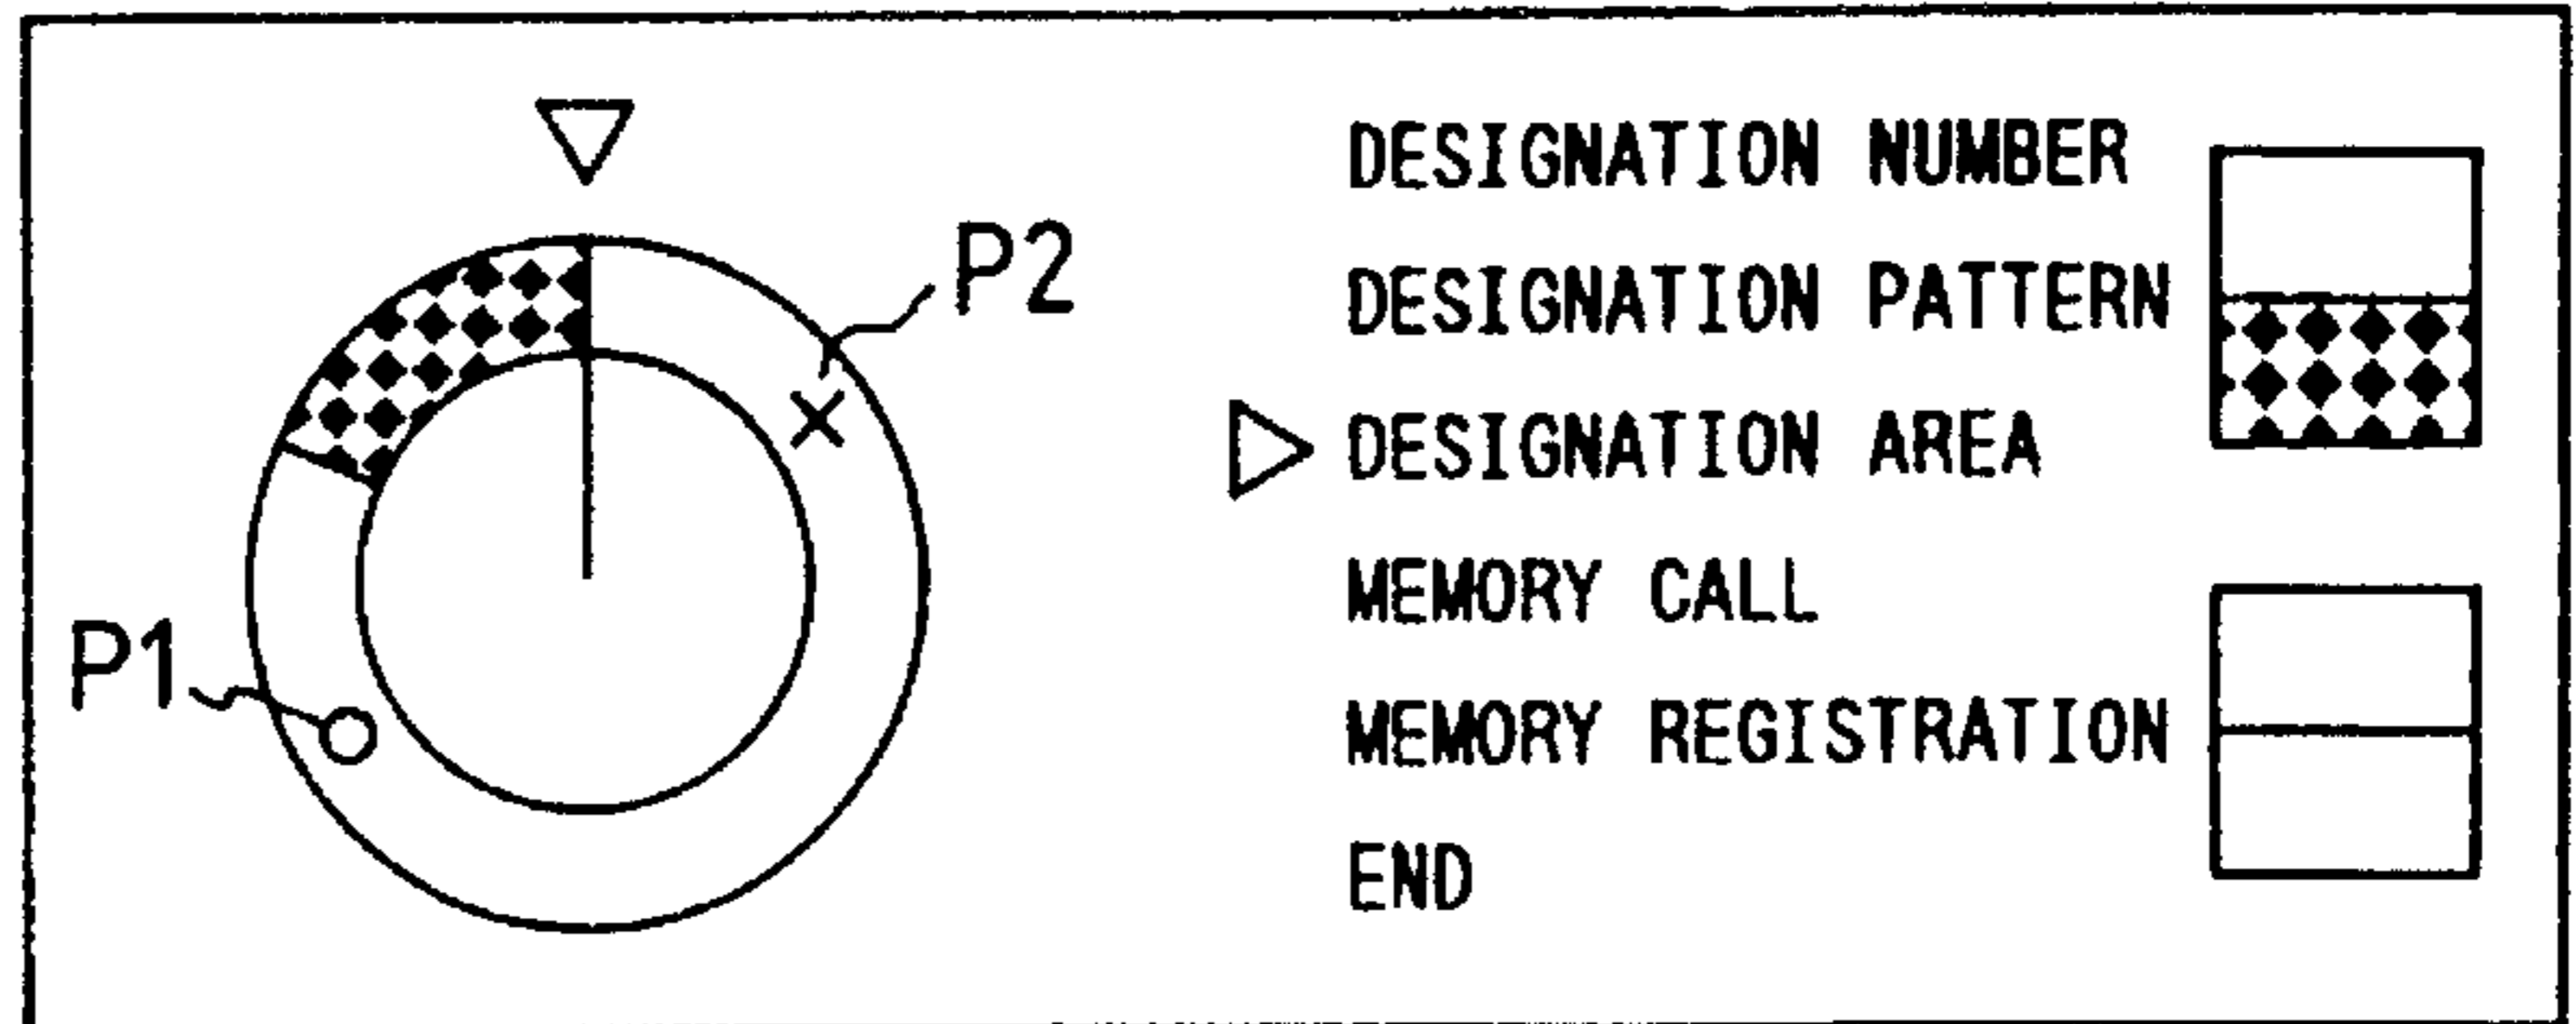 P2
P1
DESIGNATION NUMBER
DESIGNATION PATTERN
DESIGNATION AREA
MEMORY CALL
MEMORY REGISTRATION
END